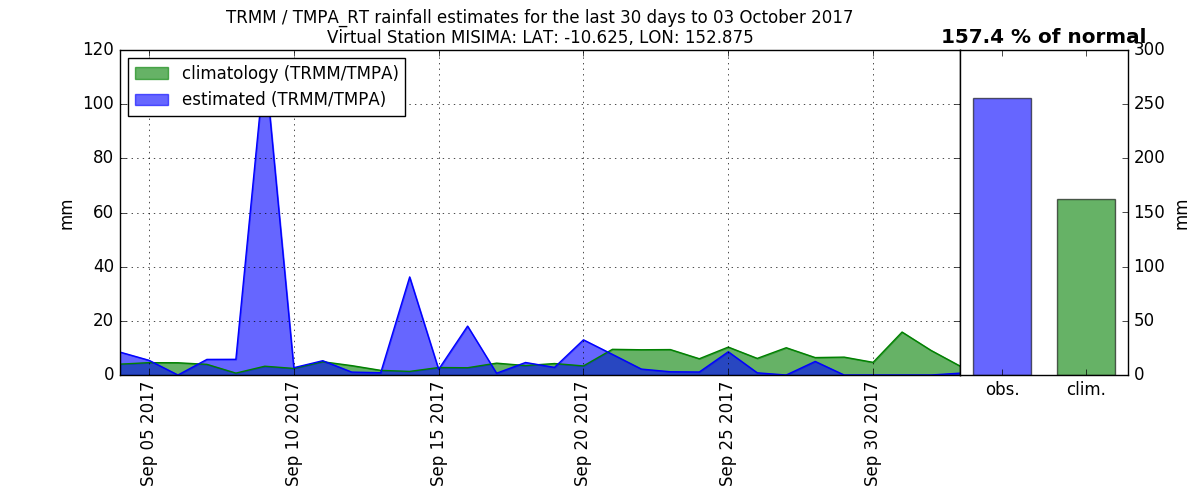 TRMM / TMPA_RT rainfall estimates for the last 30 days to 03 October 2017
Virtual Station MISIMA: LAT: -10.625, LON: 152.875
157.4 % of normal
climatology (TRMM/TMPA)
estimated (TRMM/TMPA)
mm
120
100
80
60
40
20
0
Sep 05 2017
Sep 10 2017
Sep 15 2017
Sep 20 2017
Sep 25 2017
Sep 30 2017
obs.
clim.
300
250
200
150
100
50
0
mm